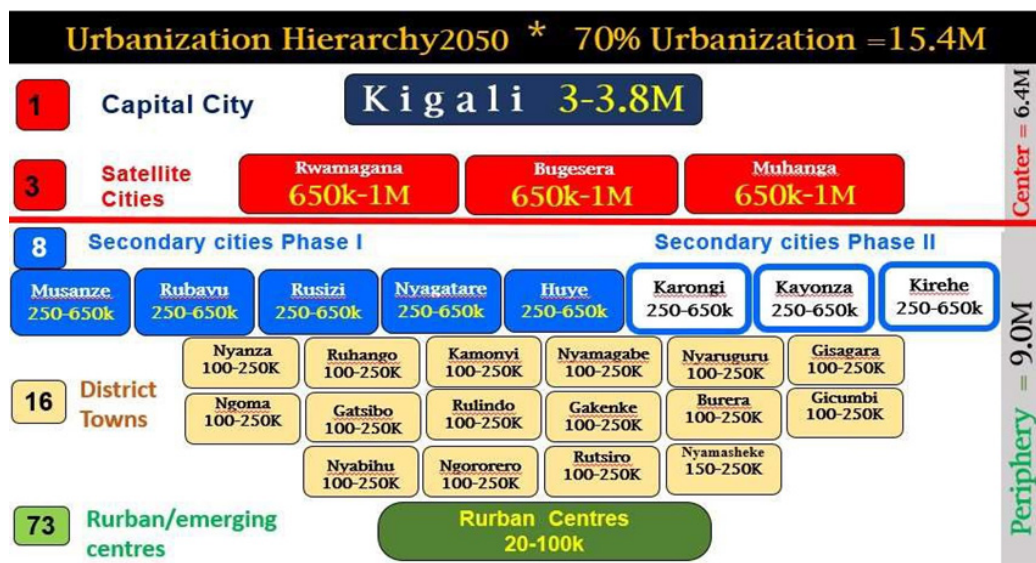 Urbanization Hierarchy2050 * 70% Urbanization =15.4M
1
Capital City
Kigali 3-3.8M
3
Satellite
Cities
Rwamagana
650k-1M
Bugesera
650k-1M
Muhanga
650k-1M
Center = 6.4M
8
Secondary cities Phase I
Secondary cities Phase II
Musanze
250-650k
Rubavu
250-650k
Rusizi
250-650k
Nyagatare
250-650k
Huye
250-650k
Karongi
250-650k
Kayonza
250-650k
Kirehe
250-650k
16
District
Towns
Nyanza
100-250K
Ruhango
100-250K
Kamonyi
100-250K
Nyamagabe
100-250K
Nyaruguru
100-250K
Gisagara
100-250K
Ngoma
100-250K
Gatsibo
100-250K
Rulindo
100-250K
Gakenke
100-250K
Burera
100-250K
Gicumbi
100-250K
Nyabihu
100-250K
Ngororero
100-250K
Rutsiro
100-250K
Nyamasheke
150-250K
73
Rurban/emerging
centres
Rurban Centres
20-100k
Periphery = 9.0M